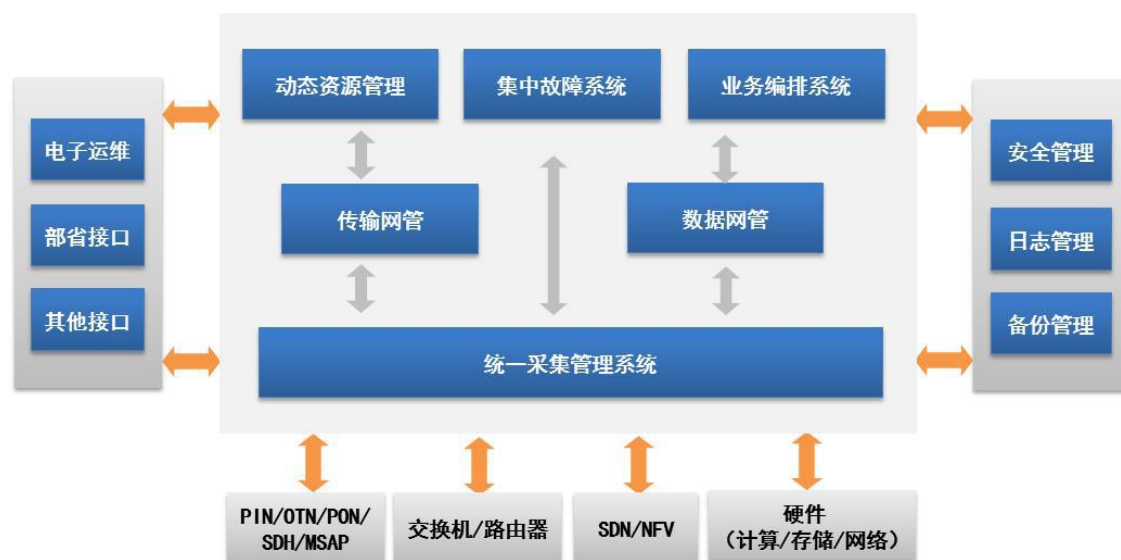 动态资源管理
集中故障系统
业务编排系统
电子运维
部省接口
其他接口
传输网管
数据网管
统一采集管理系统
安全管理
日志管理
备份管理
PIN/OTN/PON/
SDH/MSAP
交换机/路由器
SDN/NFV
硬件
（计算/存储/网络）